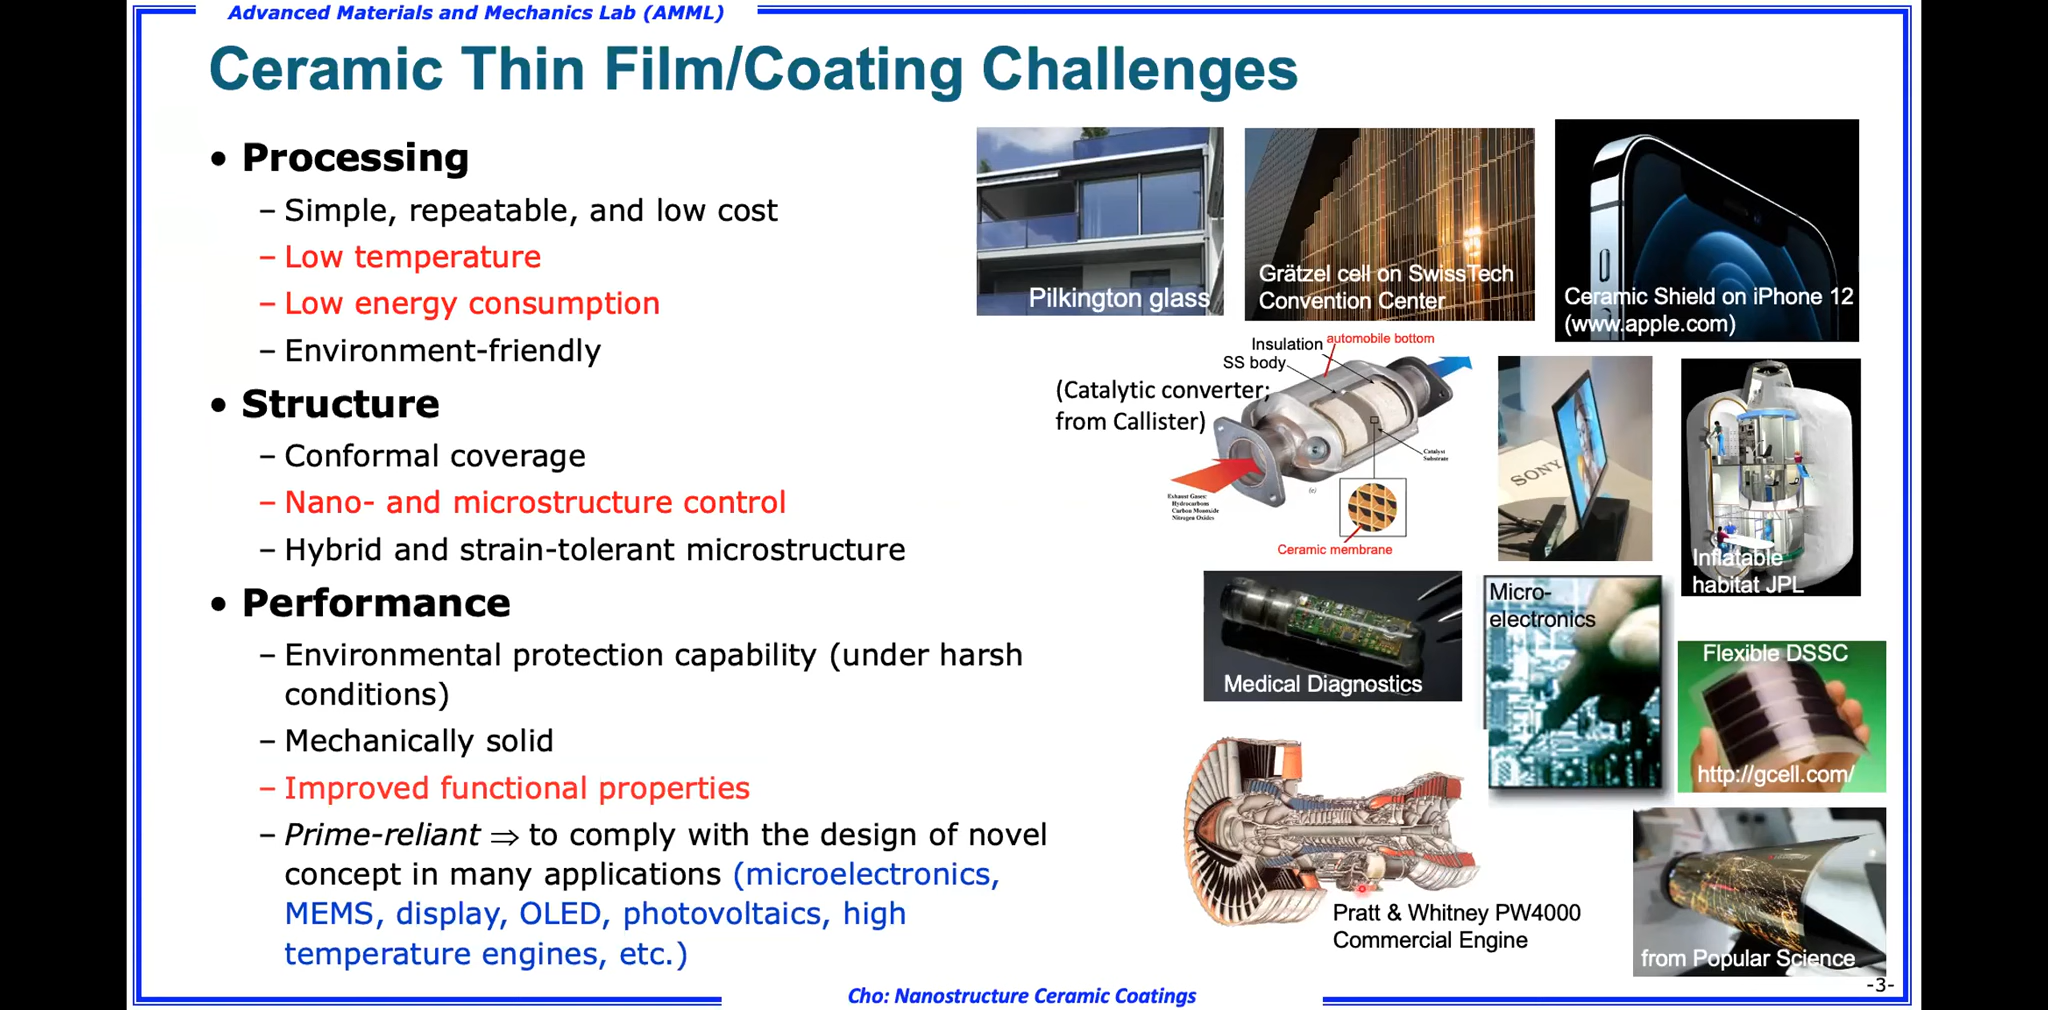 Advanced Materials and Mechanics Lab (AMML)
Ceramic Thin Film/Coating Challenges
• Processing
– Simple, repeatable, and low cost
– Low temperature
– Low energy consumption
– Environment-friendly
• Structure
– Conformal coverage
– Nano- and microstructure control
– Hybrid and strain-tolerant microstructure
• Performance
– Environmental protection capability (under harsh
conditions)
– Mechanically solid
– Improved functional properties
– Prime-reliant ⇒ to comply with the design of novel
concept in many applications (microelectronics,
MEMS, display, OLED, photovoltaics, high
temperature engines, etc.)
Pilkington glass
Grätzel cell on SwissTech
Convention Center
Ceramic Shield on iPhone 12
(www.apple.com)
Insulation
automobile bottom
SS body
(Catalytic converter;
from Callister)
Catalyst
Substrate
Exhaust Gases:
Hydrocarbons
Carbon Monoxide
Nitrogen Oxides
(c)
Ceramic membrane
SONY
Inflatable
habitat JPL
Medical Diagnostics
Micro-
electronics
Flexible DSSC
http://gcell.com/
Pratt & Whitney PW4000
Commercial Engine
from Popular Science
Cho: Nanostructure Ceramic Coatings
-3-